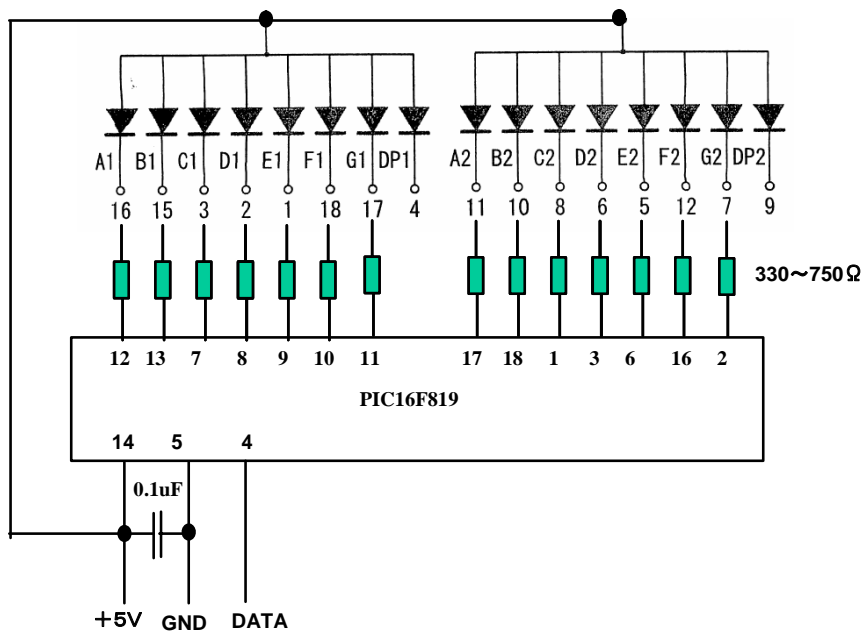 A1 B1 C1 D1 E1 F1 G1 DP1 A2 B2 C2 D2 E2 F2 G2 DP2
16 15 3 2 1 18 17 4 11 10 8 6 5 12 7 9
330～750Ω
12 13 7 8 9 10 11 17 18 1 3 6 16 2
PIC16F819
14 5 4
0.1uF
＋5V GND DATA